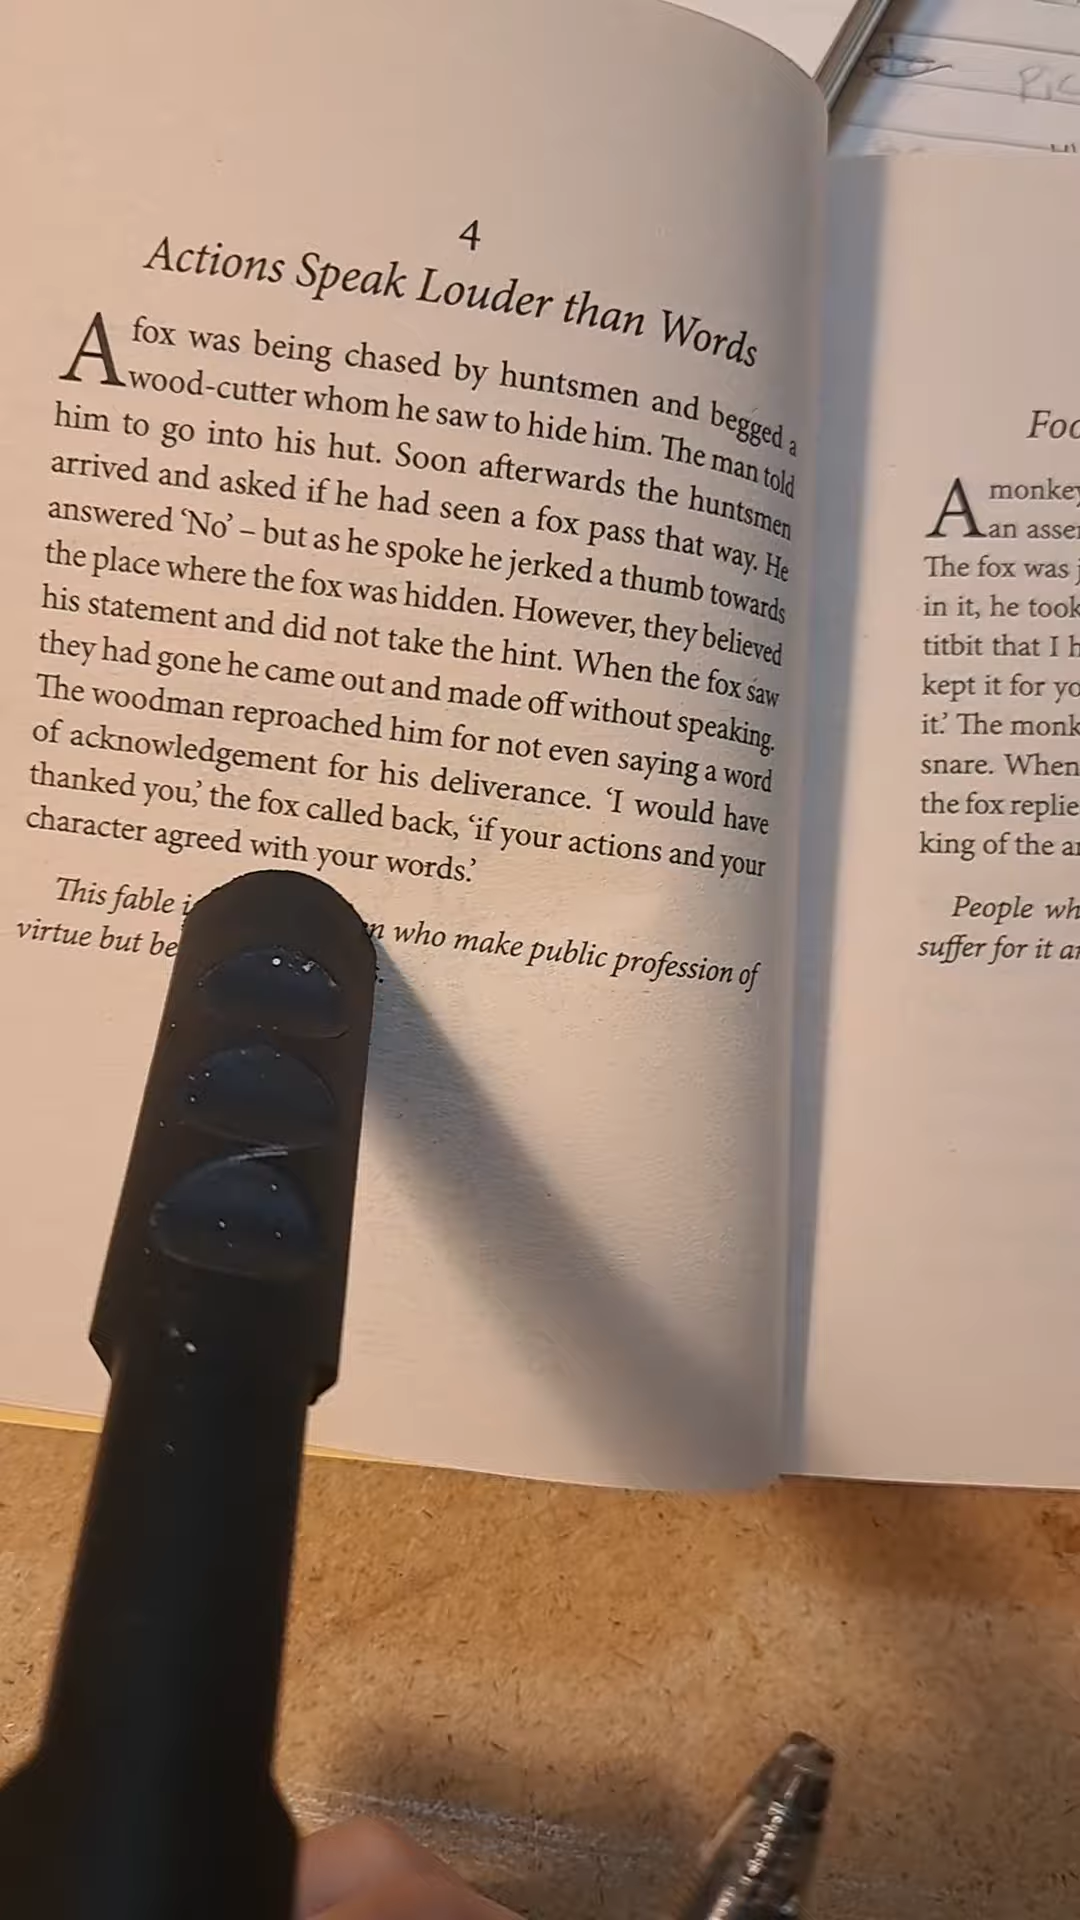 4
Actions Speak Louder than Words
A fox was being chased by huntsmen and begged a
wood-cutter whom he saw to hide him. The man told
him to go into his hut. Soon afterwards the huntsmen
arrived and asked if he had seen a fox pass that way. He
answered ‘No’ – but as he spoke he jerked a thumb towards
the place where the fox was hidden. However, they believed
his statement and did not take the hint. When the fox saw
they had gone he came out and made off without speaking.
The woodman reproached him for not even saying a word
of acknowledgement for his deliverance. ‘I would have
thanked you,’ the fox called back, ‘if your actions and your
character agreed with your words.’
This fable who make public profession of
virtue but
A monkey
an
The fox was
in it, he took
titbit that I
kept it for
it.’ The
snare. When
the fox
king of the
People
suffer for it